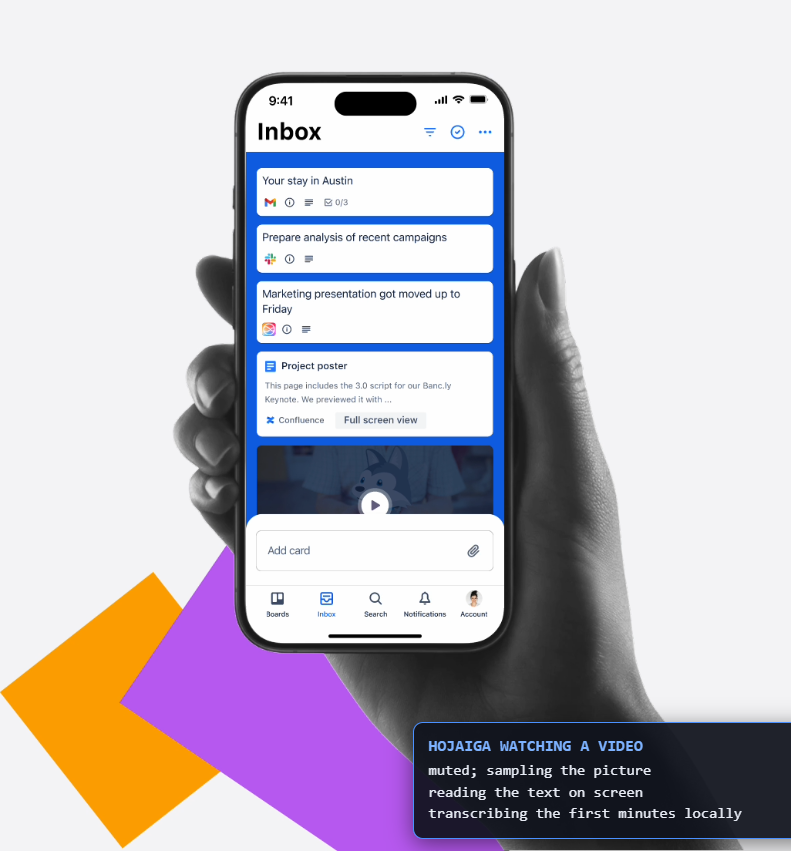 9:41
Inbox
Your stay in Austin
0/3
Prepare analysis of recent campaigns
Marketing presentation got moved up to
Friday
Project poster
This page includes the 3.0 script for our Banc.ly
Keynote. We previewed it with ...
Confluence Full screen view
Add card
Boards Inbox Search Notifications Account
HOJAIGA WATCHING A VIDEO
muted; sampling the picture
reading the text on screen
transcribing the first minutes locally